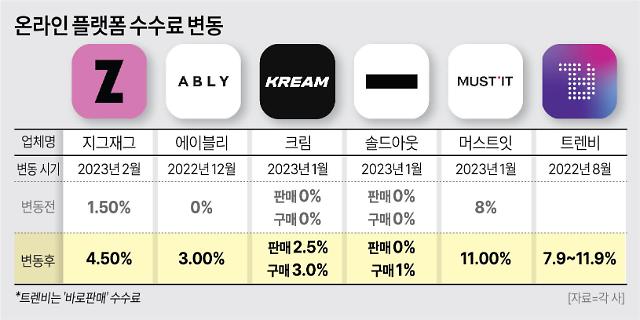 온라인 플랫폼 수수료 변동
Z ABLY KREAM MUST'IT
업체명 지그재그 에이블리 크림 솔드아웃 머스트잇 트렌비
변동 시기 2023년 2월 2022년 12월 2023년 1월 2023년 1월 2023년 1월 2022년 8월
변동전 1.50% 0% 판매 0% 판매 0% 8%
구매 0% 구매 0%
변동후 4.50% 3.00% 판매 2.5% 판매 0% 11.00% 7.9~11.9%
구매 3.0% 구매 1%
*트렌비는 '바로판매' 수수료 [자료=각 사]